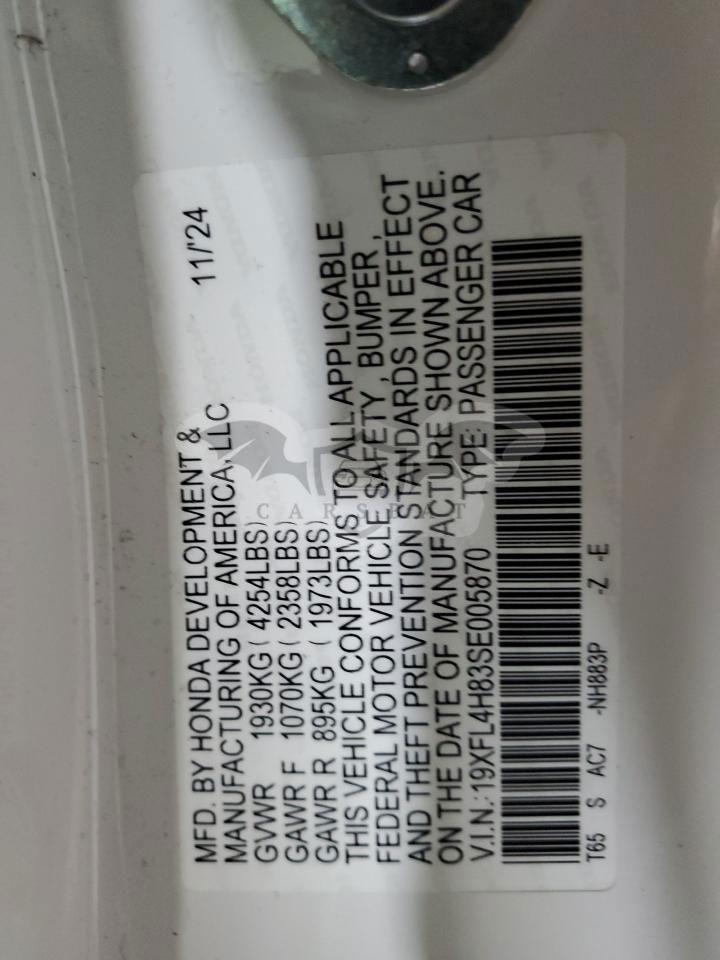 MFD. BY HONDA DEVELOPMENT &
MANUFACTURING OF AMERICA, LLC 11/'24
GVWR 1930KG ( 4254LBS)
GAWR F 1070KG ( 2358LBS)
GAWR R 895KG ( 1973LBS)
THIS VEHICLE CONFORMS TO ALL APPLICABLE
FEDERAL MOTOR VEHICLE SAFETY , BUMPER ,
AND THEFT PREVENTION STANDARDS IN EFFECT
ON THE DATE OF MANUFACTURE SHOWN ABOVE.
V.I.N.:19XFL4H83SE005870 TYPE: PASSENGER CAR
T65 S AC7 -NH883P -Z -E
CARSBAT